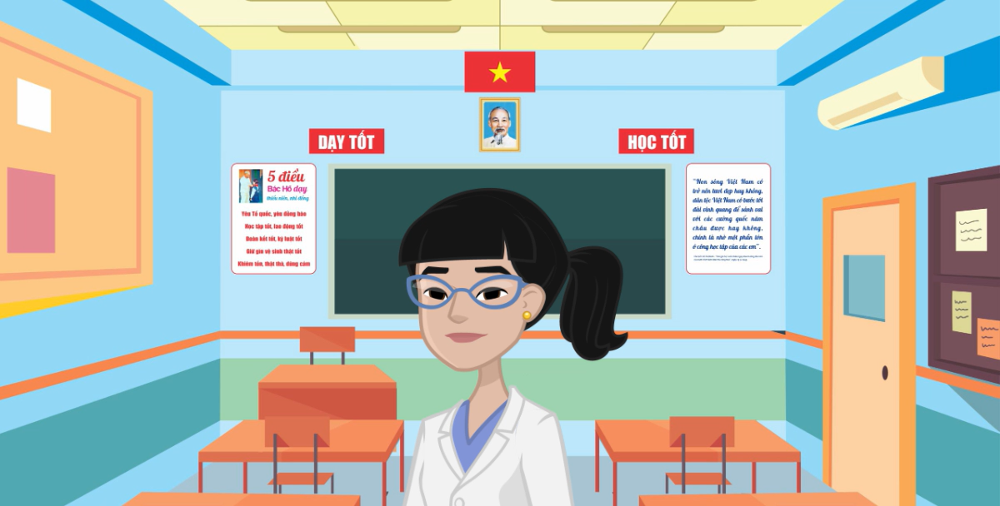 DẠY TỐT
HỌC TỐT
5 điều
Bác Hồ dạy
thiếu niên, nhi đồng
Yêu Tổ quốc, yêu đồng bào
Học tập tốt, lao động tốt
Đoàn kết tốt, kỷ luật tốt
Giữ gìn vệ sinh thật tốt
Khiêm tốn, thật thà, dũng cảm
"Non sông Việt Nam có
trở nên tươi đẹp hay không,
dân tộc Việt Nam có bước tới
đài vinh quang để sánh vai
với các cường quốc năm
châu được hay không,
chính là nhờ một phần lớn
ở công học tập của các em".